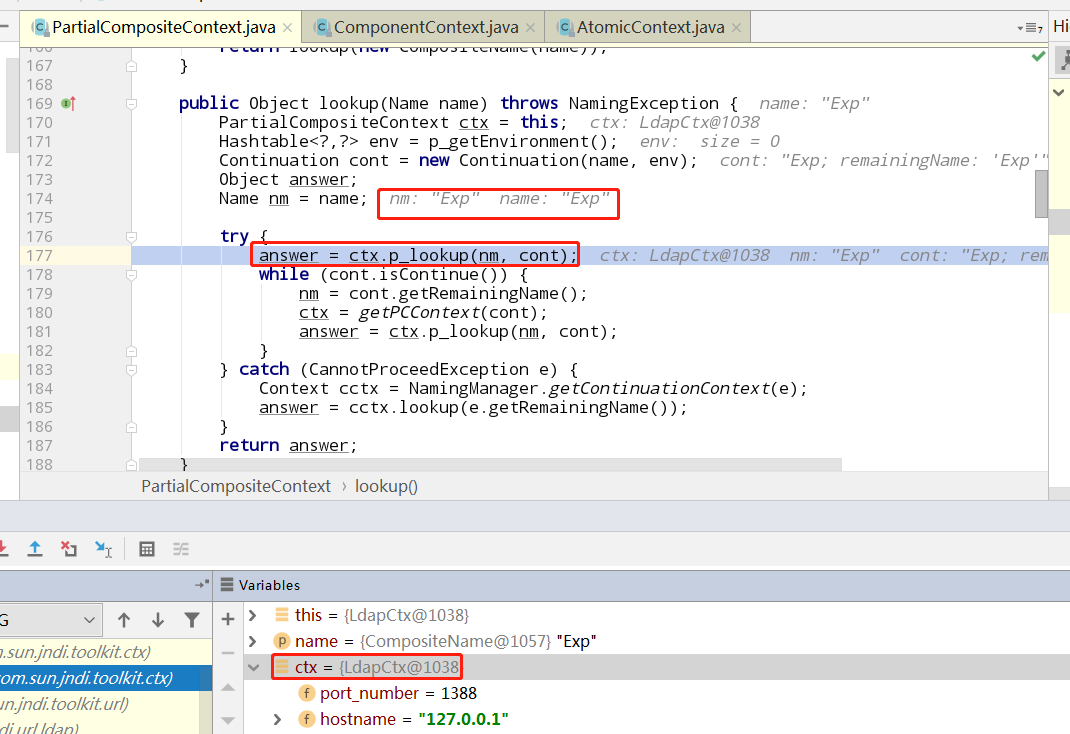 PartialCompositeContext.java × ComponentContext.java × AtomicContext.java × 7 Hi
166 return lookup(new CompositeName(name));
167 }
168
169 public Object lookup(Name name) throws NamingException { name: "Exp"
170 PartialCompositeContext ctx = this; ctx: LdapCtx@1038
171 Hashtable<?,?> env = p_getEnvironment(); env: size = 0
172 Continuation cont = new Continuation(name, env); cont: "Exp; remainingName: 'Exp'"
173 Object answer;
174 Name nm = name; nm: "Exp" name: "Exp"
175
176 try {
177 answer = ctx.p_lookup(nm, cont); ctx: LdapCtx@1038 nm: "Exp" cont: "Exp; rem
178 while (cont.isContinue()) {
179 nm = cont.getRemainingName();
180 ctx = getPCContext(cont);
181 answer = ctx.p_lookup(nm, cont);
182 }
183 } catch (CannotProceedException e) {
184 Context cctx = NamingManager.getContinuationContext(e);
185 answer = cctx.lookup(e.getRemainingName());
186 }
187 return answer;
188 }
PartialCompositeContext › lookup()
Variables
G
this = {LdapCtx@1038}
m.sun.jndi.toolkit.ctx)
name = {CompositeName@1057} "Exp"
com.sun.jndi.toolkit.ctx)
ctx = {LdapCtx@1038
un.jndi.toolkit.url)
port_number = 1388
di.url.ldap)
hostname = "127.0.0.1"